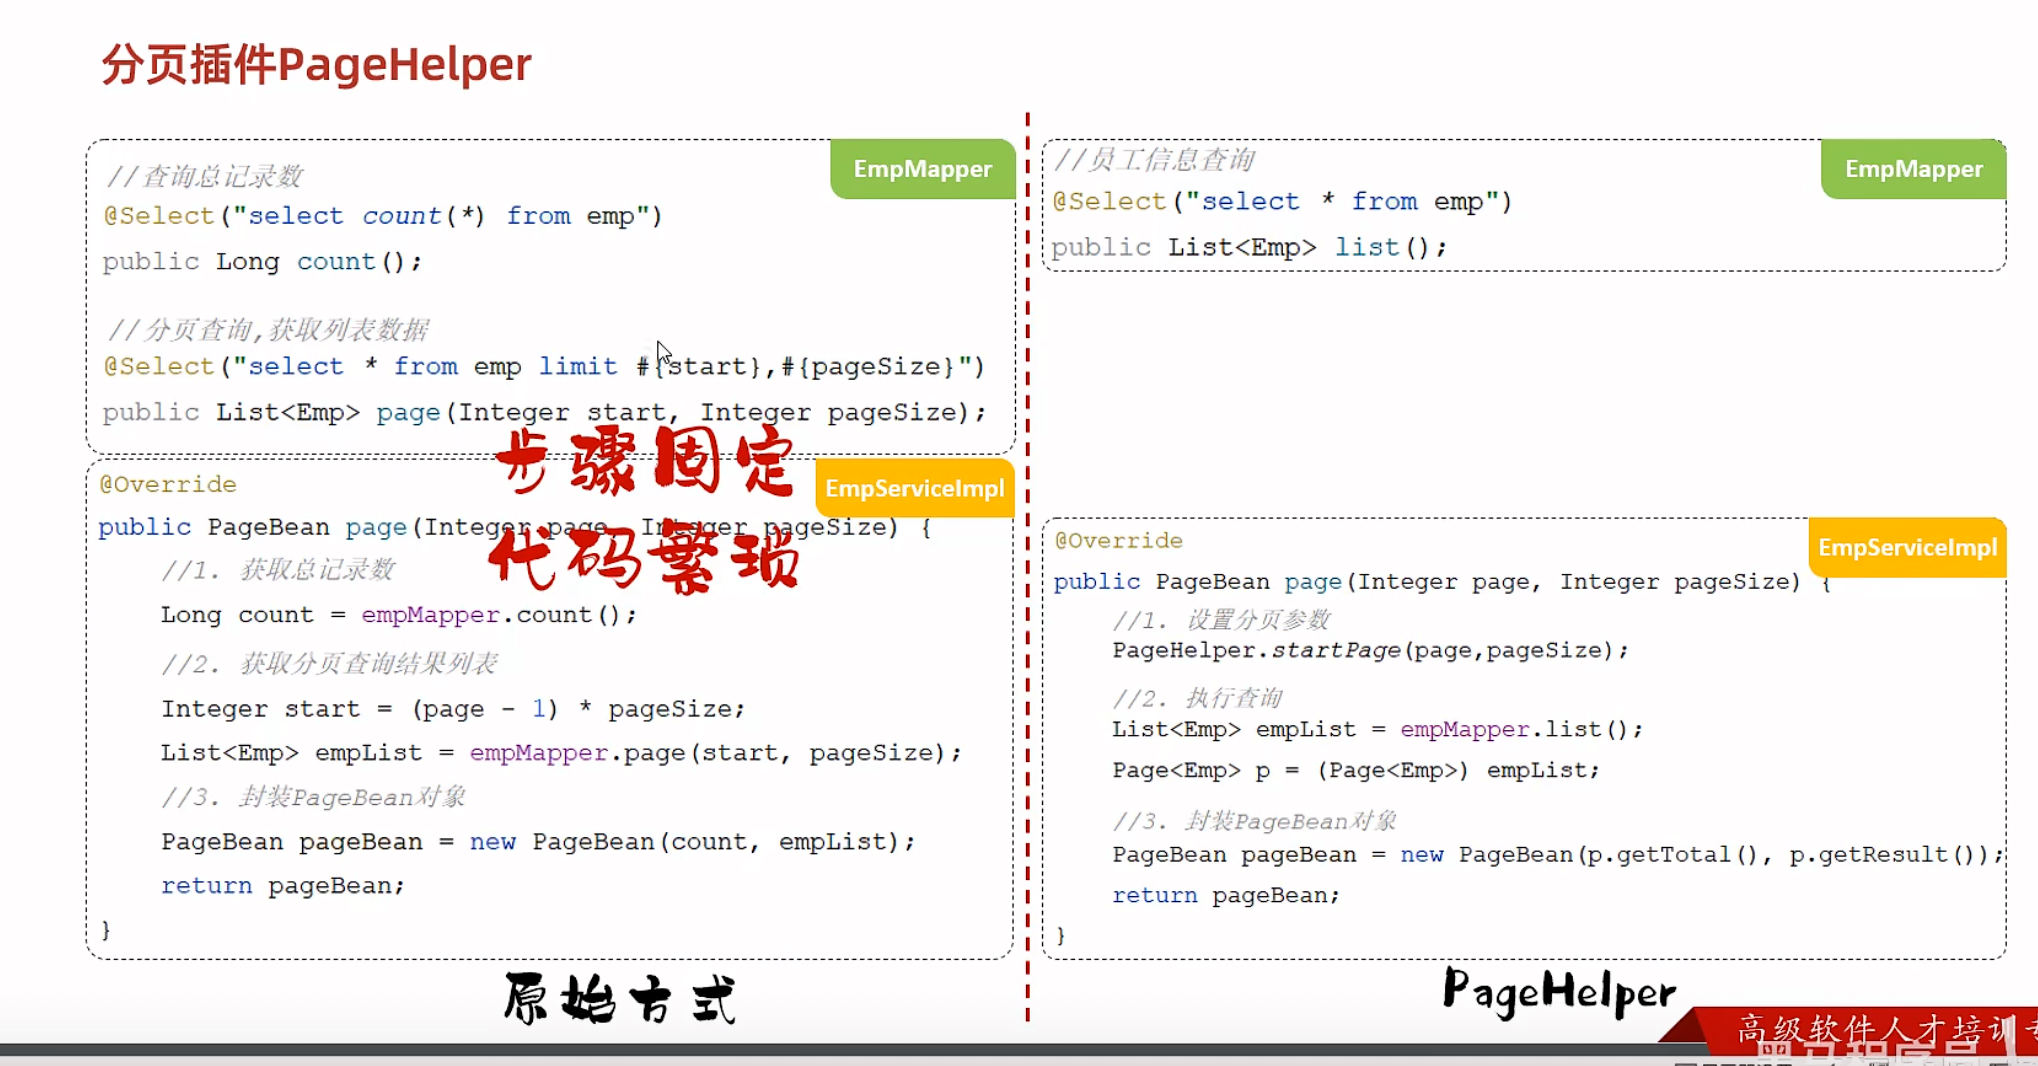 分页插件PageHelper
EmpMapper
//查询总记录数
@Select("select count(*) from emp")
public Long count();
//分页查询,获取列表数据
@Select("select * from emp limit #{start},#{pageSize}")
public List<Emp> page(Integer start, Integer pageSize);
步骤固定
代码繁琐
EmpServiceImpl
@Override
public PageBean page(Integer page, Integer pageSize) {
//1. 获取总记录数
Long count = empMapper.count();
//2. 获取分页查询结果列表
Integer start = (page - 1) * pageSize;
List<Emp> empList = empMapper.page(start, pageSize);
//3. 封装PageBean对象
PageBean pageBean = new PageBean(count, empList);
return pageBean;
}
原始方式
EmpMapper
//员工信息查询
@Select("select * from emp")
public List<Emp> list();
EmpServiceImpl
@Override
public PageBean page(Integer page, Integer pageSize) {
//1. 设置分页参数
PageHelper.startPage(page,pageSize);
//2. 执行查询
List<Emp> empList = empMapper.list();
Page<Emp> p = (Page<Emp>) empList;
//3. 封装PageBean对象
PageBean pageBean = new PageBean(p.getTotal(), p.getResult());
return pageBean;
}
PageHelper
高级软件人才培训
黑马程序员